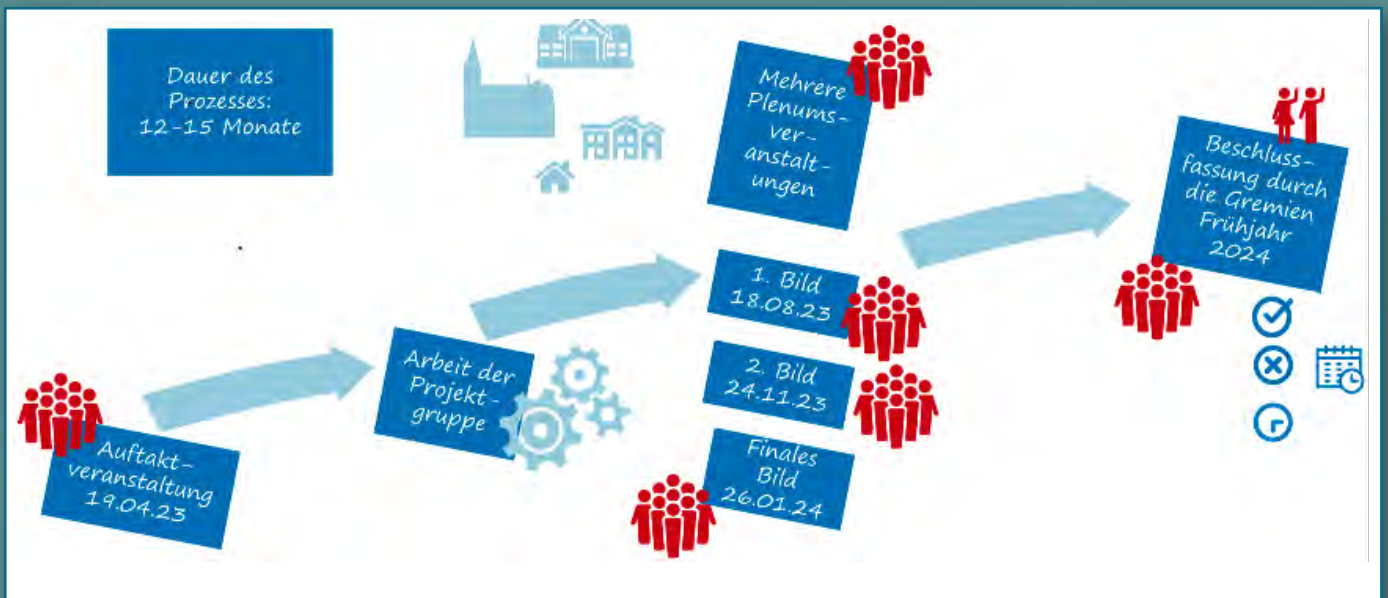 Dauer des
Prozesses:
12-15 Monate
Auftakt-
veranstaltung
19.04.23
Arbeit der
Projekt-
gruppe
Mehrere
Plenums-
ver-
anstalt-
ungen
1. Bild
18.08.23
2. Bild
24.11.23
Finales
Bild
26.01.24
Beschluss-
fassung durch
die Gremien
Frühjahr
2024